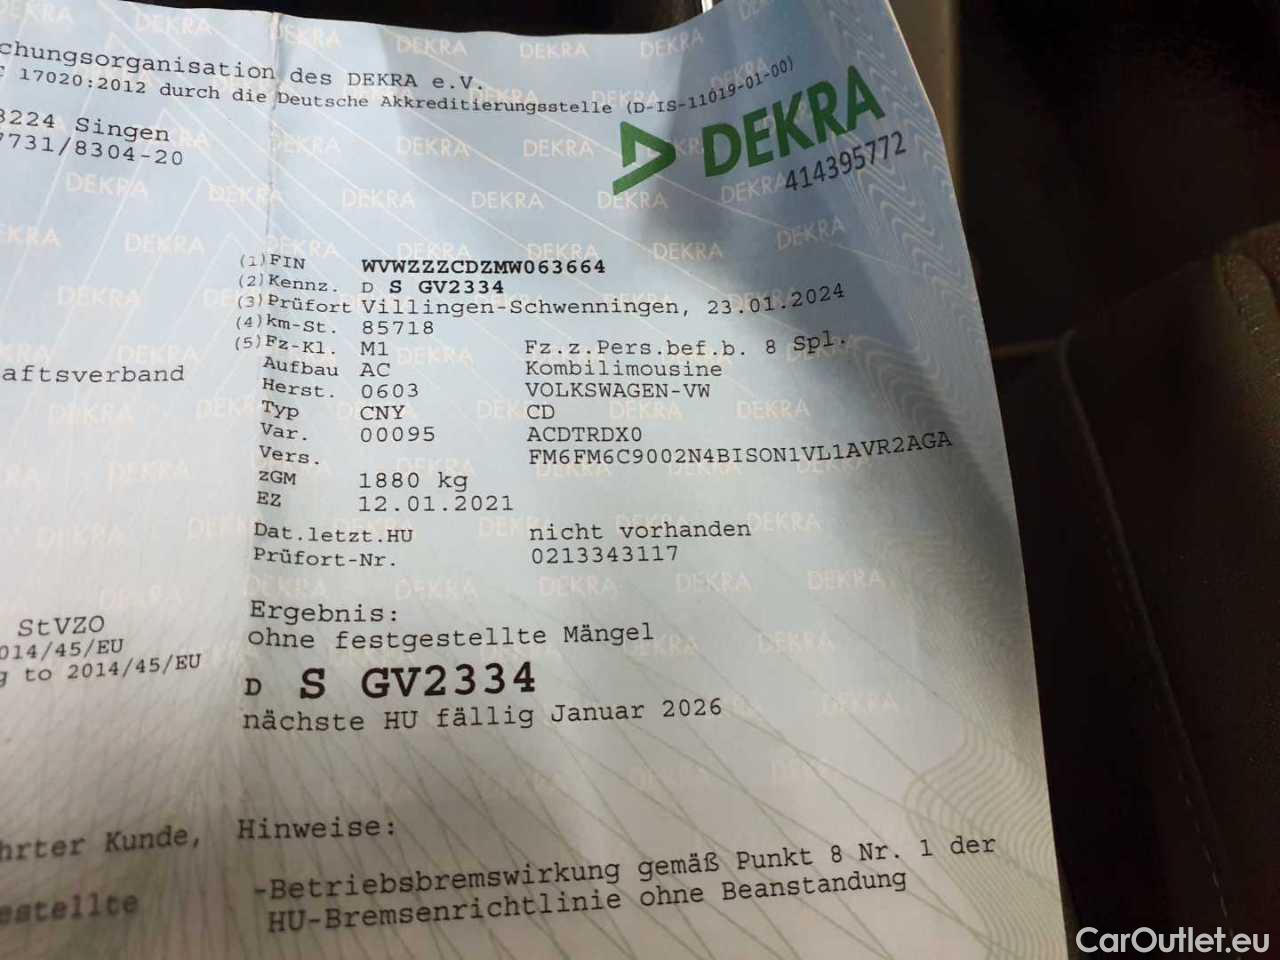 chungsorganisation des DEKRA e.V.
C 17020:2012 durch die Deutsche Akkreditierungsstelle (D-IS-11019-01-00)
8224 Singen
7731/8304-20
DEKRA
414395772
(1) FIN WVWZZZCDZMW063664
(2) Kennz. D S GV2334
(3) Prüfort Villingen-Schwenningen, 23.01.2024
(4) km-St. 85718
(5) Fz-Kl. M1 Fz.z.Pers.bef.b. 8 Spl.
Aufbau AC Kombilimousine
aftsverband
Herst. 0603 VOLKSWAGEN-VW
Typ CNY CD
Var. 00095 ACDTRDX0
Vers. FM6FM6C9002N4BISON1VL1AVR2AGA
zGM 1880 kg
EZ 12.01.2021
Dat.letzt.HU nicht vorhanden
Prüfort-Nr. 0213343117
Ergebnis:
ohne festgestellte Mängel
StVZO
014/45/EU
g to 2014/45/EU
D S GV2334
nächste HU fällig Januar 2026
hrter Kunde,
estellte
Hinweise:
-Betriebsbremswirkung gemäß Punkt 8 Nr. 1 der
HU-Bremsenrichtlinie ohne Beanstandung
CarOutlet.eu